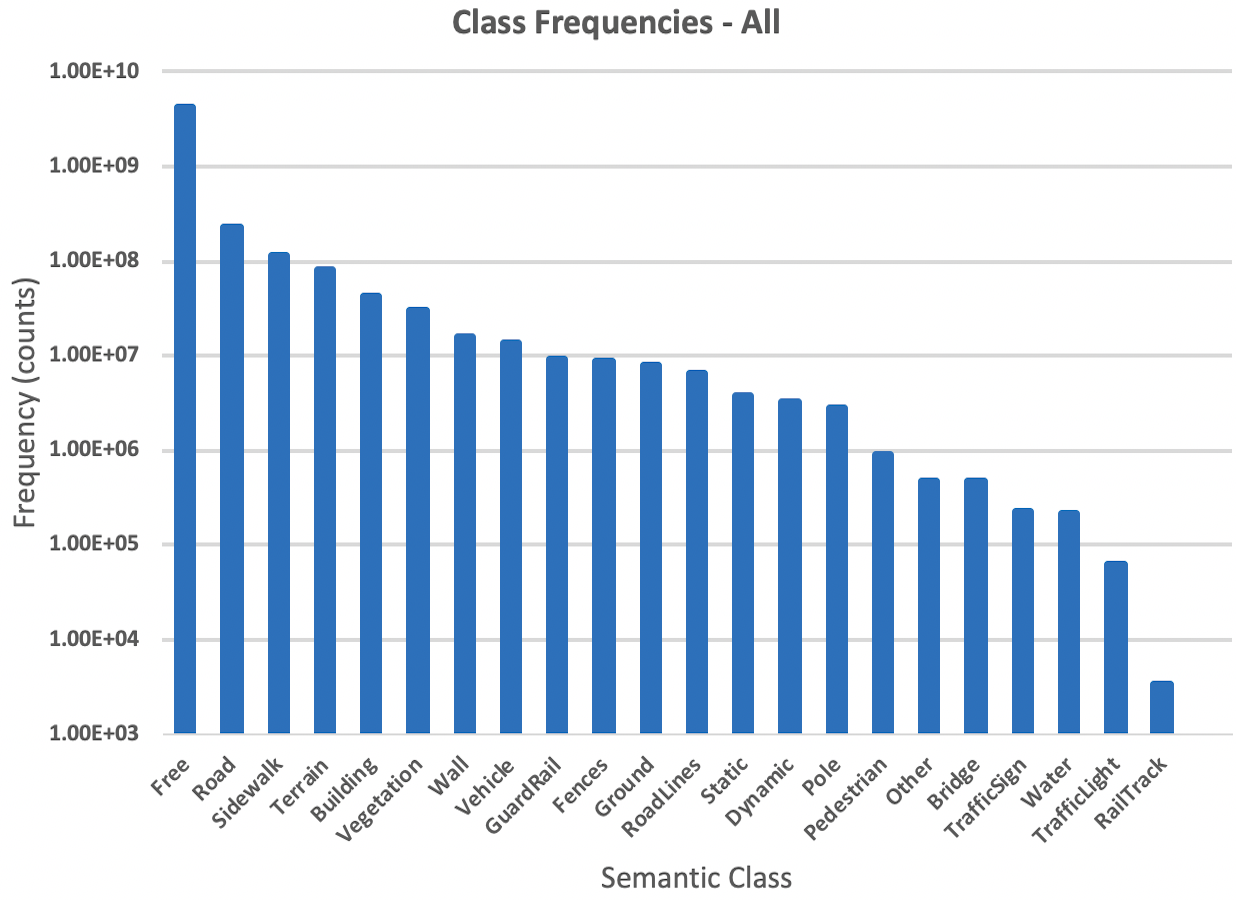 Class Frequencies - All
1.00E+10
1.00E+09
1.00E+08
1.00E+07
1.00E+06
1.00E+05
1.00E+04
1.00E+03
Frequency (counts)
Free
Road
Sidewalk
Terrain
Building
Vegetation
Wall
Vehicle
GuardRail
Fences
Ground
RoadLines
Static
Dynamic
Pole
Pedestrian
Other
Bridge
TrafficSign
Water
TrafficLight
RailTrack
Semantic Class